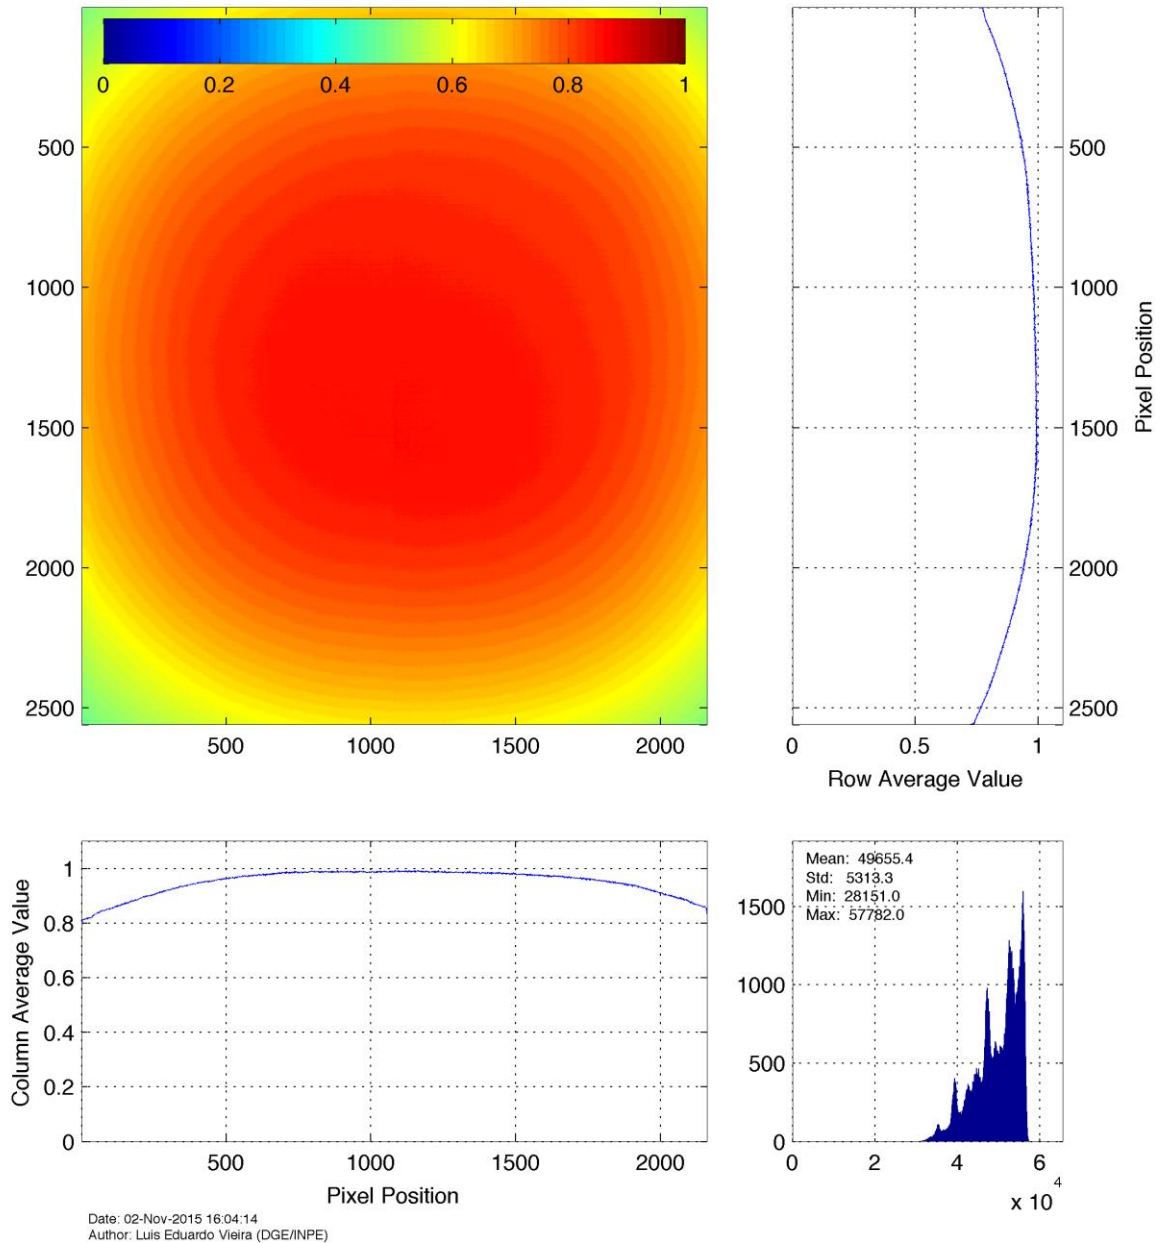 0 0.2 0.4 0.6 0.8 1
500
1000
1500
2000
2500
500 1000 1500 2000
500
1000
1500
2000
2500
Pixel Position
0 0.5 1
Row Average Value
1
0.8
0.6
0.4
0.2
0
Column Average Value
500 1000 1500 2000
Pixel Position
Mean: 49655.4
Std: 5313.3
Min: 28151.0
Max: 57782.0
1500
1000
500
0
0 2 4 6
x 10^4
Date: 02-Nov-2015 16:04:14
Author: Luis Eduardo Vieira (DGE/INPE)